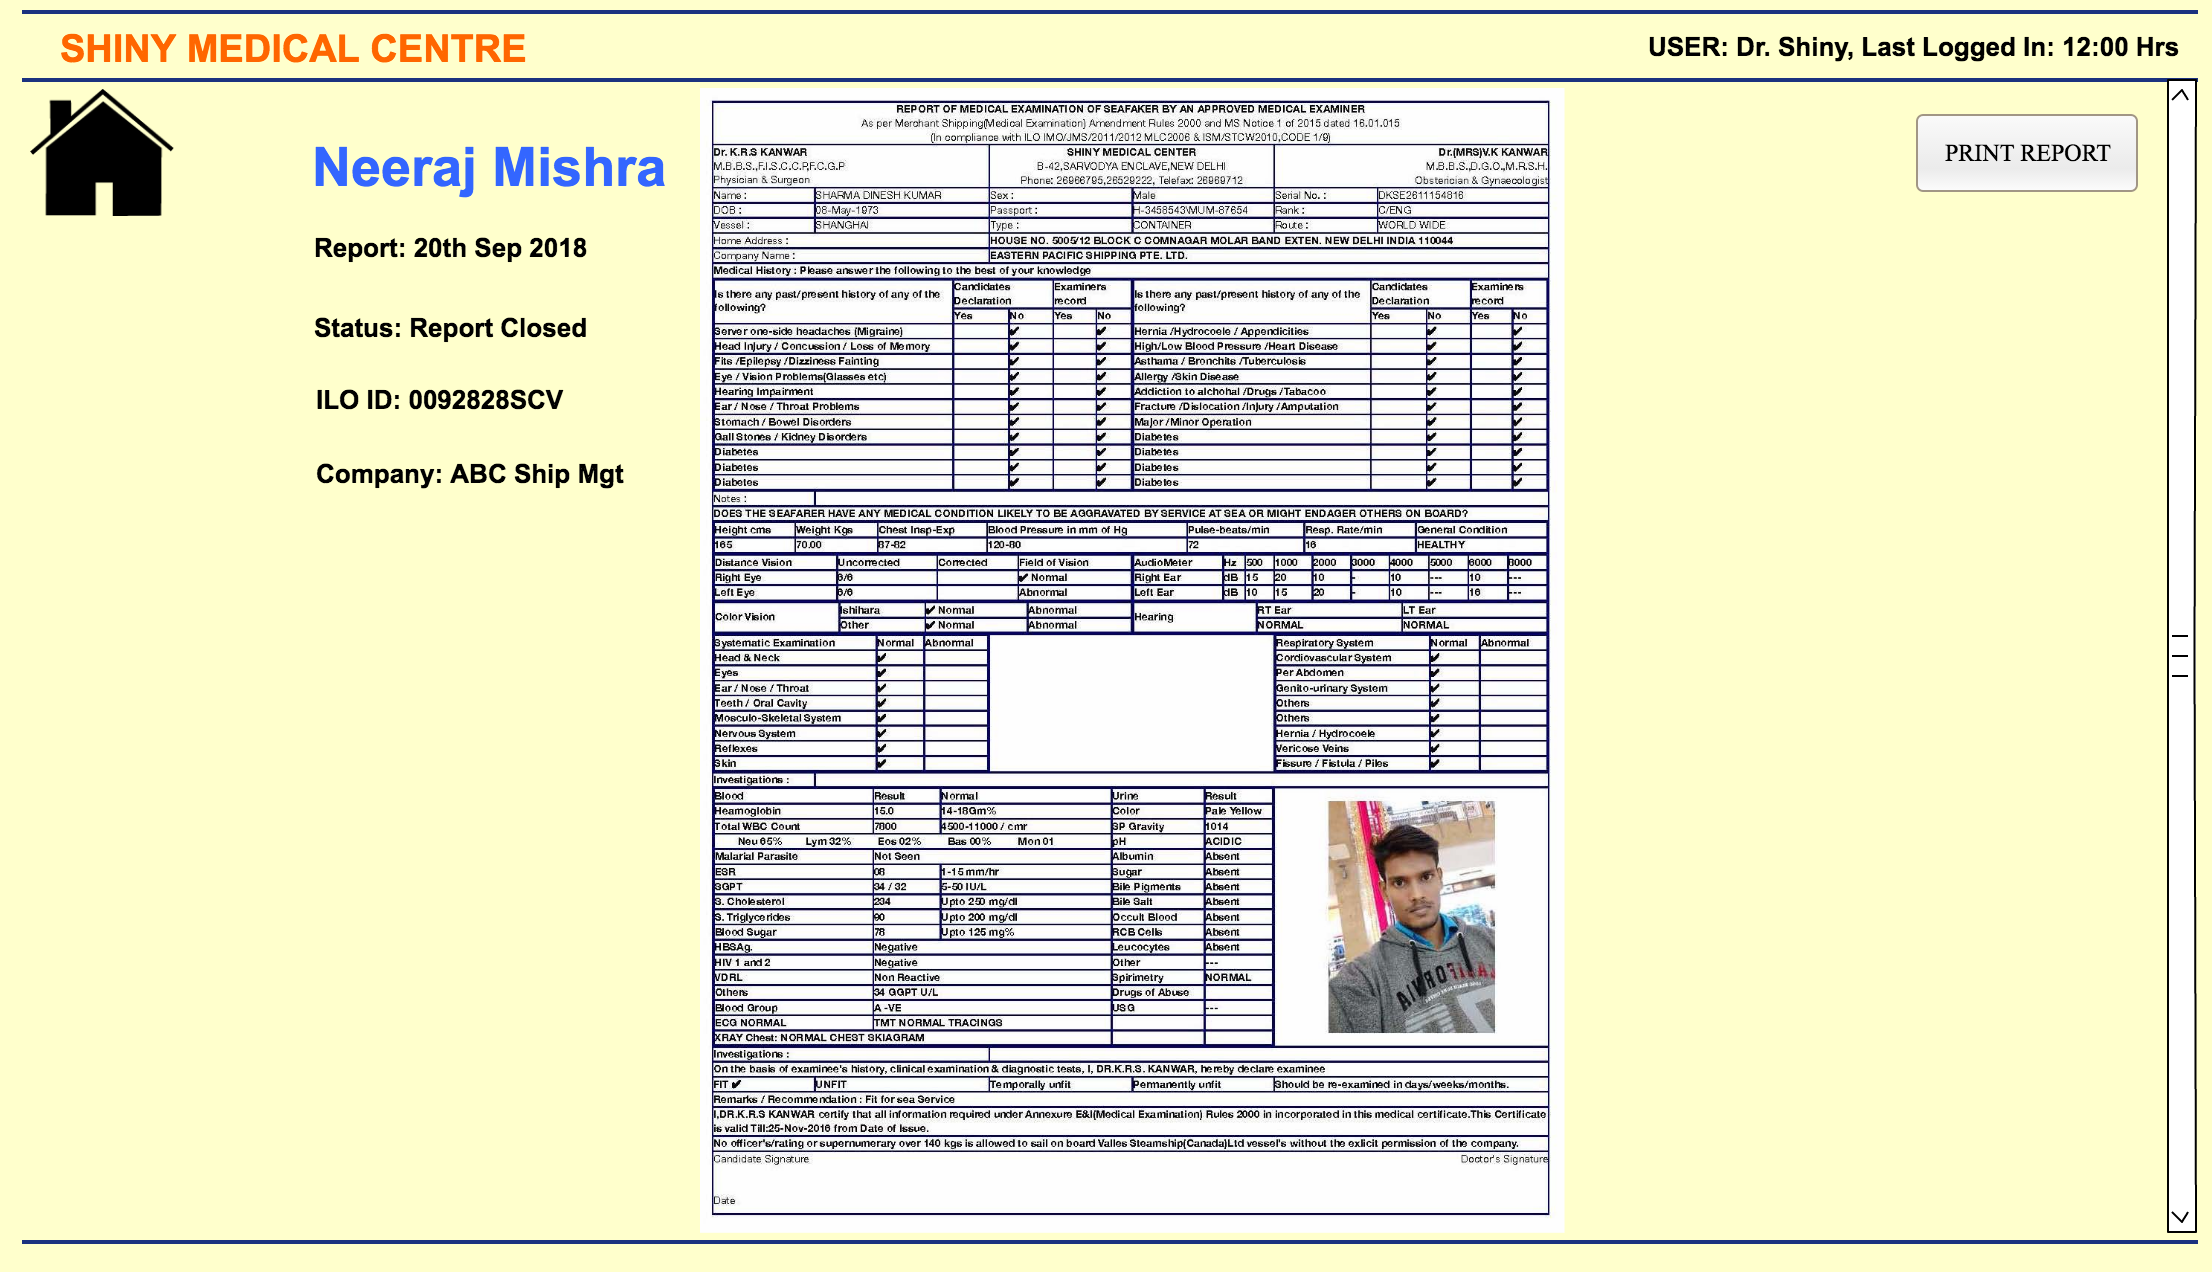 SHINY MEDICAL CENTRE
USER: Dr. Shiny, Last Logged In: 12:00 Hrs
Neeraj Mishra
Report: 20th Sep 2018
Status: Report Closed
ILO ID: 0092828SCV
Company: ABC Ship Mgt
PRINT REPORT
REPORT OF MEDICAL EXAMINATION OF SEAFAKER BY AN APPROVED MEDICAL EXAMINER
As per Merchant Shipping(Medical Examination) Amendment Rules 2000 and MS Notice 1 of 2015 dated 16.01.015
(In compliance with ILO IMO/JMS/2011/2012 MLC2006 & ISM/STCW2010,CODE 1/9)
Dr. K.R.S KANWAR SHINY MEDICAL CENTER Dr.(MRS)V.K KANWAR
M.B.B.S.,F.I.S.C.C.P,F.C.G.P B-42,SARVODYA ENCLAVE,NEW DELHI M.B.B.S.,D.G.O.,M.R.S.H.
Physician & Surgeon Phone: 26966795,26529222, Telefax: 26969712 Obsterician & Gynaecologist
Name : SHARMA DINESH KUMAR Sex : Male Serial No. : DKSE2611154816
DOB : 08-May-1973 Passport : H-3458543\MUM-87654 Rank : C/ENG
Vessel : SHANGHAI Type : CONTAINER Route : WORLD WIDE
Home Address : HOUSE NO. 5005/12 BLOCK C COMNAGAR MOLAR BAND EXTEN. NEW DELHI INDIA 110044
Company Name : EASTERN PACIFIC SHIPPING PTE. LTD.
Medical History : Please answer the following to the best of your knowledge
Is there any past/present history of any of the following? Candidates Declaration Examiners record Is there any past/present history of any of the following? Candidates Declaration Examiners record
Yes No Yes No Yes No Yes No
Server one-side headaches (Migraine) ✔ ✔ Hernia /Hydrocoele / Appendicities ✔ ✔
Head Injury / Concussion / Loss of Memory ✔ ✔ High/Low Blood Pressure /Heart Disease ✔ ✔
Fits /Epilepsy /Dizziness Fainting ✔ ✔ Asthama / Bronchits /Tuberculosis ✔ ✔
Eye / Vision Problems(Glasses etc) ✔ ✔ Allergy /Skin Disease ✔ ✔
Hearing Impairment ✔ ✔ Addiction to alchohal /Drugs /Tabacoo ✔ ✔
Ear / Nose / Throat Problems ✔ ✔ Fracture /Dislocation /Injury /Amputation ✔ ✔
Stomach / Bowel Disorders ✔ ✔ Major /Minor Operation ✔ ✔
Gall Stones / Kidney Disorders ✔ ✔ Diabetes ✔ ✔
Diabetes ✔ ✔ Diabetes ✔ ✔
Diabetes ✔ ✔ Diabetes ✔ ✔
Diabetes ✔ ✔ Diabetes ✔ ✔
Notes :
DOES THE SEAFARER HAVE ANY MEDICAL CONDITION LIKELY TO BE AGGRAVATED BY SERVICE AT SEA OR MIGHT ENDAGER OTHERS ON BOARD?
Height cms Weight Kgs Chest Insp-Exp Blood Pressure in mm of Hg Pulse-beats/min Resp. Rate/min General Condition
165 70.00 87-82 120-80 72 16 HEALTHY
Distance Vision Uncorrected Corrected Field of Vision AudioMeter Hz 500 1000 2000 3000 4000 5000 6000 8000
Right Eye 6/6 ✔ Normal Right Ear dB 15 20 10 - 10 --- 10 ---
Left Eye 6/6 Abnormal Left Ear dB 10 15 20 - 10 --- 16 ---
Color Vision Ishihara ✔ Normal Abnormal Hearing RT Ear LT Ear
Other ✔ Normal Abnormal NORMAL NORMAL
Systematic Examination Normal Abnormal Respiratory System Normal Abnormal
Head & Neck ✔ Cordiovascular System ✔
Eyes ✔ Per Abdomen ✔
Ear / Nose / Throat ✔ Genito-urinary System ✔
Teeth / Oral Cavity ✔ Others ✔
Mosculo-Skeletal System ✔ Others ✔
Nervous System ✔ Hernia / Hydrocoele ✔
Reflexes ✔ Vericose Veins ✔
Skin ✔ Fissure / Fistula / Piles ✔
Investigations :
Blood Result Normal Urine Result
Heamoglobin 15.0 14-18Gm% Color Pale Yellow
Total WBC Count 7800 4500-11000 / cmr SP Gravity 1014
Neu 65% Lym 32% Eos 02% Bas 00% Mon 01 pH ACIDIC
Malarial Parasite Not Seen Albumin Absent
ESR 08 1-15 mm/hr Sugar Absent
SGPT 34 / 32 5-50 IU/L Bile Pigments Absent
S. Cholesterol 234 Upto 250 mg/dl Bile Salt Absent
S. Triglycerides 90 Upto 200 mg/dl Occult Blood Absent
Blood Sugar 78 Upto 125 mg% RCB Cells Absent
HBSAg. Negative Leucocytes Absent
HIV 1 and 2 Negative Other ---
VDRL Non Reactive Spirimetry NORMAL
Others 34 GGPT U/L Drugs of Abuse
Blood Group A -VE USG ---
ECG NORMAL TMT NORMAL TRACINGS
XRAY Chest: NORMAL CHEST SKIAGRAM
Investigations :
On the basis of examinee's history, clinical examination & diagnostic tests, I, DR.K.R.S. KANWAR, hereby declare examinee
FIT ✔ UNFIT Temporally unfit Permanently unfit Should be re-examined in days/weeks/months.
Remarks / Recommendation : Fit for sea Service
I,DR.K.R.S KANWAR certify that all information required under Annexure E&I(Medical Examination) Rules 2000 in incorporated in this medical certificate.This Certificate
is valid Till:25-Nov-2016 from Date of Issue.
No officer's/rating or supernumerary over 140 kgs is allowed to sail on board Valles Steamship(Canada)Ltd vessel's without the exlicit permission of the company.
Candidate Signature Doctor's Signature
Date